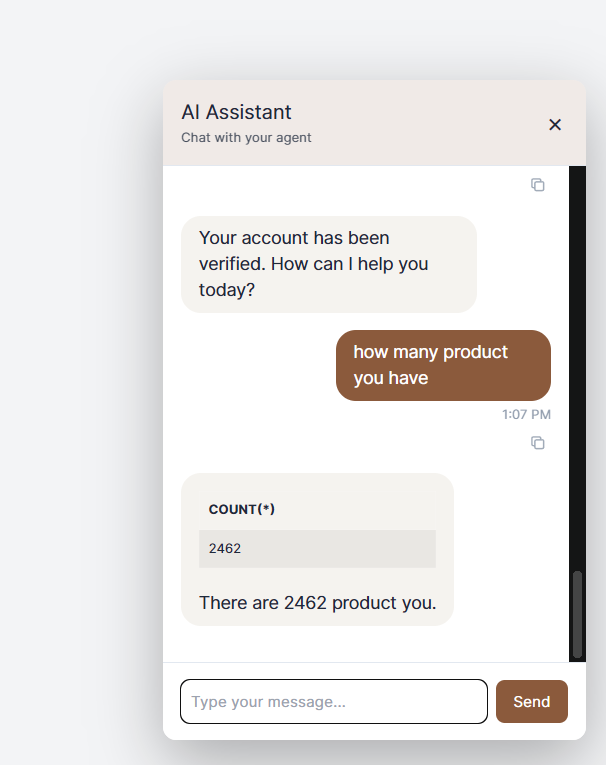 AI Assistant
Chat with your agent
Your account has been
verified. How can I help you
today?
how many product
you have
1:07 PM
COUNT(*)
2462
There are 2462 product you.
Type your message...
Send